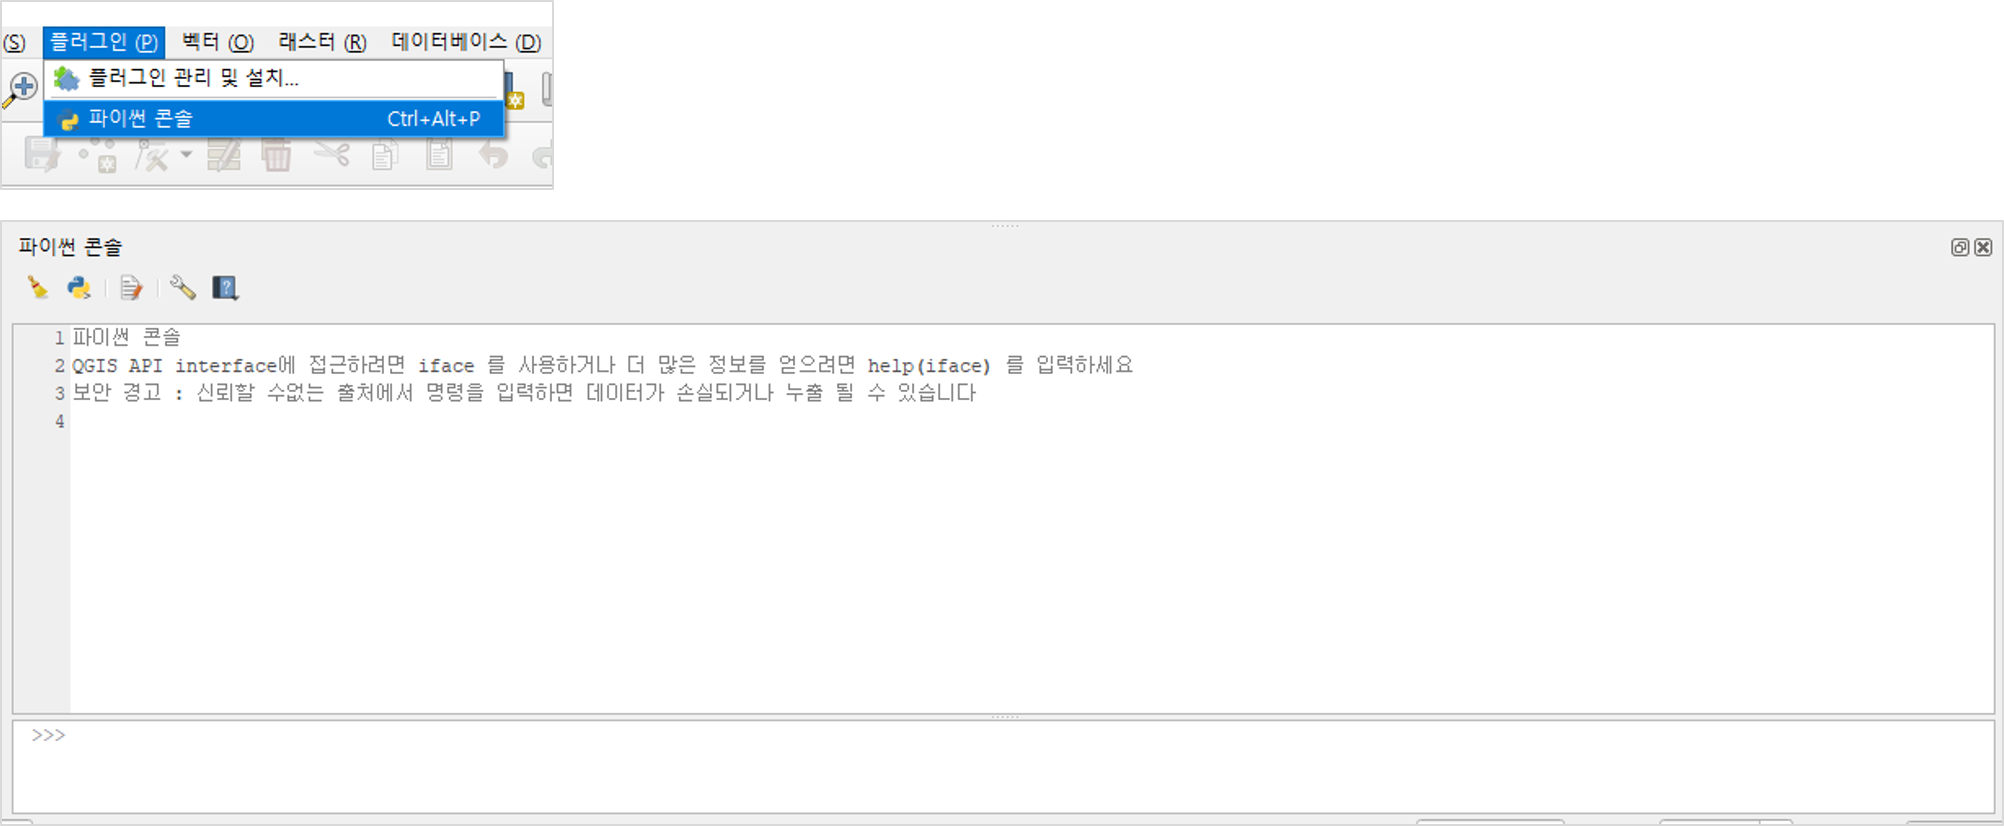 (S) 플러그인 (P) 벡터 (O) 래스터 (R) 데이터베이스 (D)
플러그인 관리 및 설치...
파이썬 콘솔 Ctrl+Alt+P
파이썬 콘솔
1 파이썬 콘솔
2 QGIS API interface에 접근하려면 iface 를 사용하거나 더 많은 정보를 얻으려면 help(iface) 를 입력하세요
3 보안 경고 : 신뢰할 수없는 출처에서 명령을 입력하면 데이터가 손실되거나 누출 될 수 있습니다
4
>>>